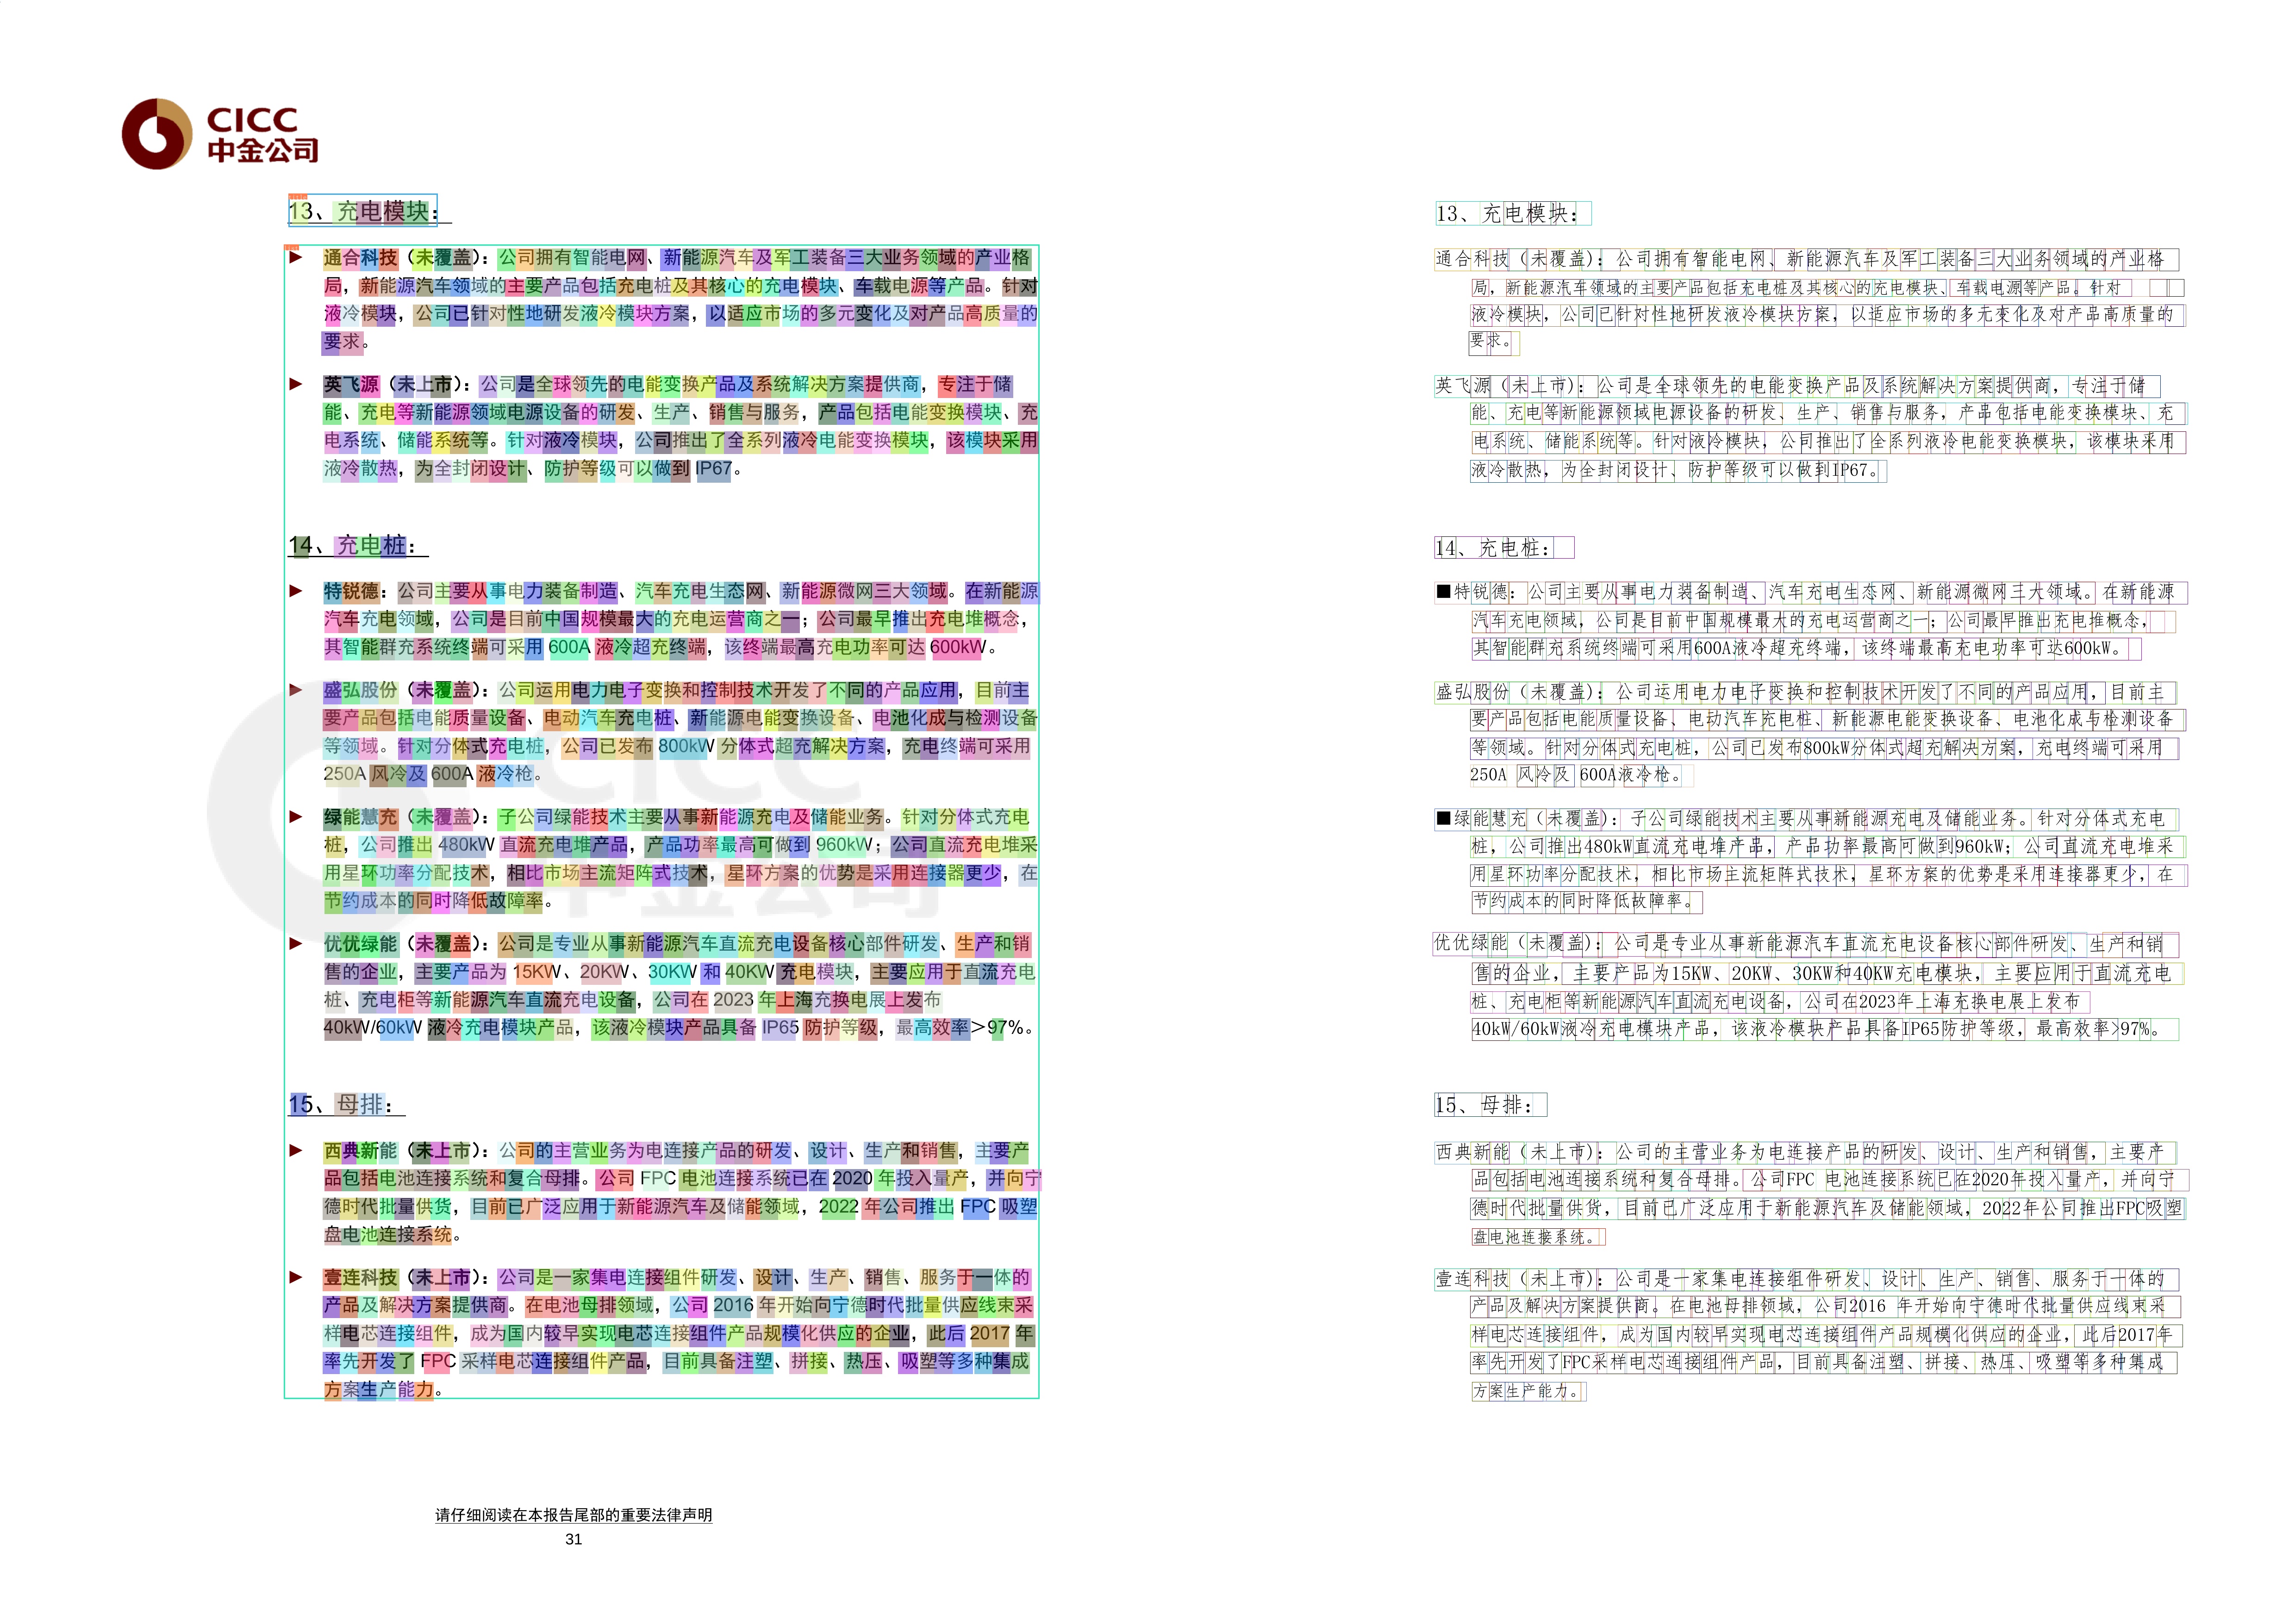 CICC
中金公司
13、充电模块：
► 通合科技（未覆盖）：公司拥有智能电网、新能源汽车及军工装备三大业务领域的产业格
局，新能源汽车领域的主要产品包括充电桩及其核心的充电模块、车载电源等产品。针对
液冷模块，公司已针对性地研发液冷模块方案，以适应市场的多元变化及对产品高质量的
要求。
► 英飞源（未上市）：公司是全球领先的电能变换产品及系统解决方案提供商，专注于储
能、充电等新能源领域电源设备的研发、生产、销售与服务，产品包括电能变换模块、充
电系统、储能系统等。针对液冷模块，公司推出了全系列液冷电能变换模块，该模块采用
液冷散热，为全封闭设计、防护等级可以做到 IP67。
14、充电桩：
► 特锐德：公司主要从事电力装备制造、汽车充电生态网、新能源微网三大领域。在新能源
汽车充电领域，公司是目前中国规模最大的充电运营商之一；公司最早推出充电堆概念，
其智能群充系统终端可采用 600A 液冷超充终端，该终端最高充电功率可达 600kW。
► 盛弘股份（未覆盖）：公司运用电力电子变换和控制技术开发了不同的产品应用，目前主
要产品包括电能质量设备、电动汽车充电桩、新能源电能变换设备、电池化成与检测设备
等领域。针对分体式充电桩，公司已发布 800kW 分体式超充解决方案，充电终端可采用
250A 风冷及 600A 液冷枪。
► 绿能慧充（未覆盖）：子公司绿能技术主要从事新能源充电及储能业务。针对分体式充电
桩，公司推出 480kW 直流充电堆产品，产品功率最高可做到 960kW；公司直流充电堆采
用星环功率分配技术，相比市场主流矩阵式技术，星环方案的优势是采用连接器更少，在
节约成本的同时降低故障率。
► 优优绿能（未覆盖）：公司是专业从事新能源汽车直流充电设备核心部件研发、生产和销
售的企业，主要产品为 15KW、20KW、30KW 和 40KW 充电模块，主要应用于直流充电
桩、充电柜等新能源汽车直流充电设备，公司在 2023 年上海充换电展上发布
40kW/60kW 液冷充电模块产品，该液冷模块产品具备 IP65 防护等级，最高效率＞97%。
15、母排：
► 西典新能（未上市）：公司的主营业务为电连接产品的研发、设计、生产和销售，主要产
品包括电池连接系统和复合母排。公司 FPC 电池连接系统已在 2020 年投入量产，并向宁
德时代批量供货，目前已广泛应用于新能源汽车及储能领域，2022 年公司推出 FPC 吸塑
盘电池连接系统。
► 壹连科技（未上市）：公司是一家集电连接组件研发、设计、生产、销售、服务于一体的
产品及解决方案提供商。在电池母排领域，公司 2016 年开始向宁德时代批量供应线束采
样电芯连接组件，成为国内较早实现电芯连接组件产品规模化供应的企业，此后 2017 年
率先开发了 FPC 采样电芯连接组件产品，目前具备注塑、拼接、热压、吸塑等多种集成
方案生产能力。
CICC
中金公司
请仔细阅读在本报告尾部的重要法律声明
31
13、充电模块：
通合科技（未覆盖）：公司拥有智能电网、新能源汽车及军工装备三大业务领域的产业格
局，新能源汽车领域的主要产品包括充电桩及其核心的充电模块、车载电源等产品。针对
液冷模块，公司已针对性地研发液冷模块方案，以适应市场的多元变化及对产品高质量的
要求。
英飞源（未上市）：公司是全球领先的电能变换产品及系统解决方案提供商，专注于储
能、充电等新能源领域电源设备的研发、生产、销售与服务，产品包括电能变换模块、充
电系统、储能系统等。针对液冷模块，公司推出了全系列液冷电能变换模块，该模块采用
液冷散热，为全封闭设计、防护等级可以做到IP67。
14、充电桩：
■特锐德：公司主要从事电力装备制造、汽车充电生态网、新能源微网三大领域。在新能源
汽车充电领域，公司是目前中国规模最大的充电运营商之一；公司最早推出充电堆概念，
其智能群充系统终端可采用600A液冷超充终端，该终端最高充电功率可达600kW。
盛弘股份（未覆盖）：公司运用电力电子变换和控制技术开发了不同的产品应用，目前主
要产品包括电能质量设备、电动汽车充电桩、新能源电能变换设备、电池化成与检测设备
等领域。针对分体式充电桩，公司已发布800kW分体式超充解决方案，充电终端可采用
250A 风冷及 600A液冷枪。
■绿能慧充（未覆盖）：子公司绿能技术主要从事新能源充电及储能业务。针对分体式充电
桩，公司推出480kW直流充电堆产品，产品功率最高可做到960kW；公司直流充电堆采
用星环功率分配技术，相比市场主流矩阵式技术，星环方案的优势是采用连接器更少，在
节约成本的同时降低故障率。
优优绿能（未覆盖）：公司是专业从事新能源汽车直流充电设备核心部件研发、生产和销
售的企业，主要产品为15KW、20KW、30KW和40KW充电模块，主要应用于直流充电
桩、充电柜等新能源汽车直流充电设备，公司在2023年上海充换电展上发布
40kW/60kW液冷充电模块产品，该液冷模块产品具备IP65防护等级，最高效率>97%。
15、母排：
西典新能（未上市）：公司的主营业务为电连接产品的研发、设计、生产和销售，主要产
品包括电池连接系统和复合母排。公司FPC 电池连接系统已在2020年投入量产，并向宁
德时代批量供货，目前已广泛应用于新能源汽车及储能领域，2022年公司推出FPC吸塑
盘电池连接系统。
壹连科技（未上市）：公司是一家集电连接组件研发、设计、生产、销售、服务于一体的
产品及解决方案提供商。在电池母排领域，公司2016 年开始向宁德时代批量供应线束采
样电芯连接组件，成为国内较早实现电芯连接组件产品规模化供应的企业，此后2017年
率先开发了FPC采样电芯连接组件产品，目前具备注塑、拼接、热压、吸塑等多种集成
方案生产能力。